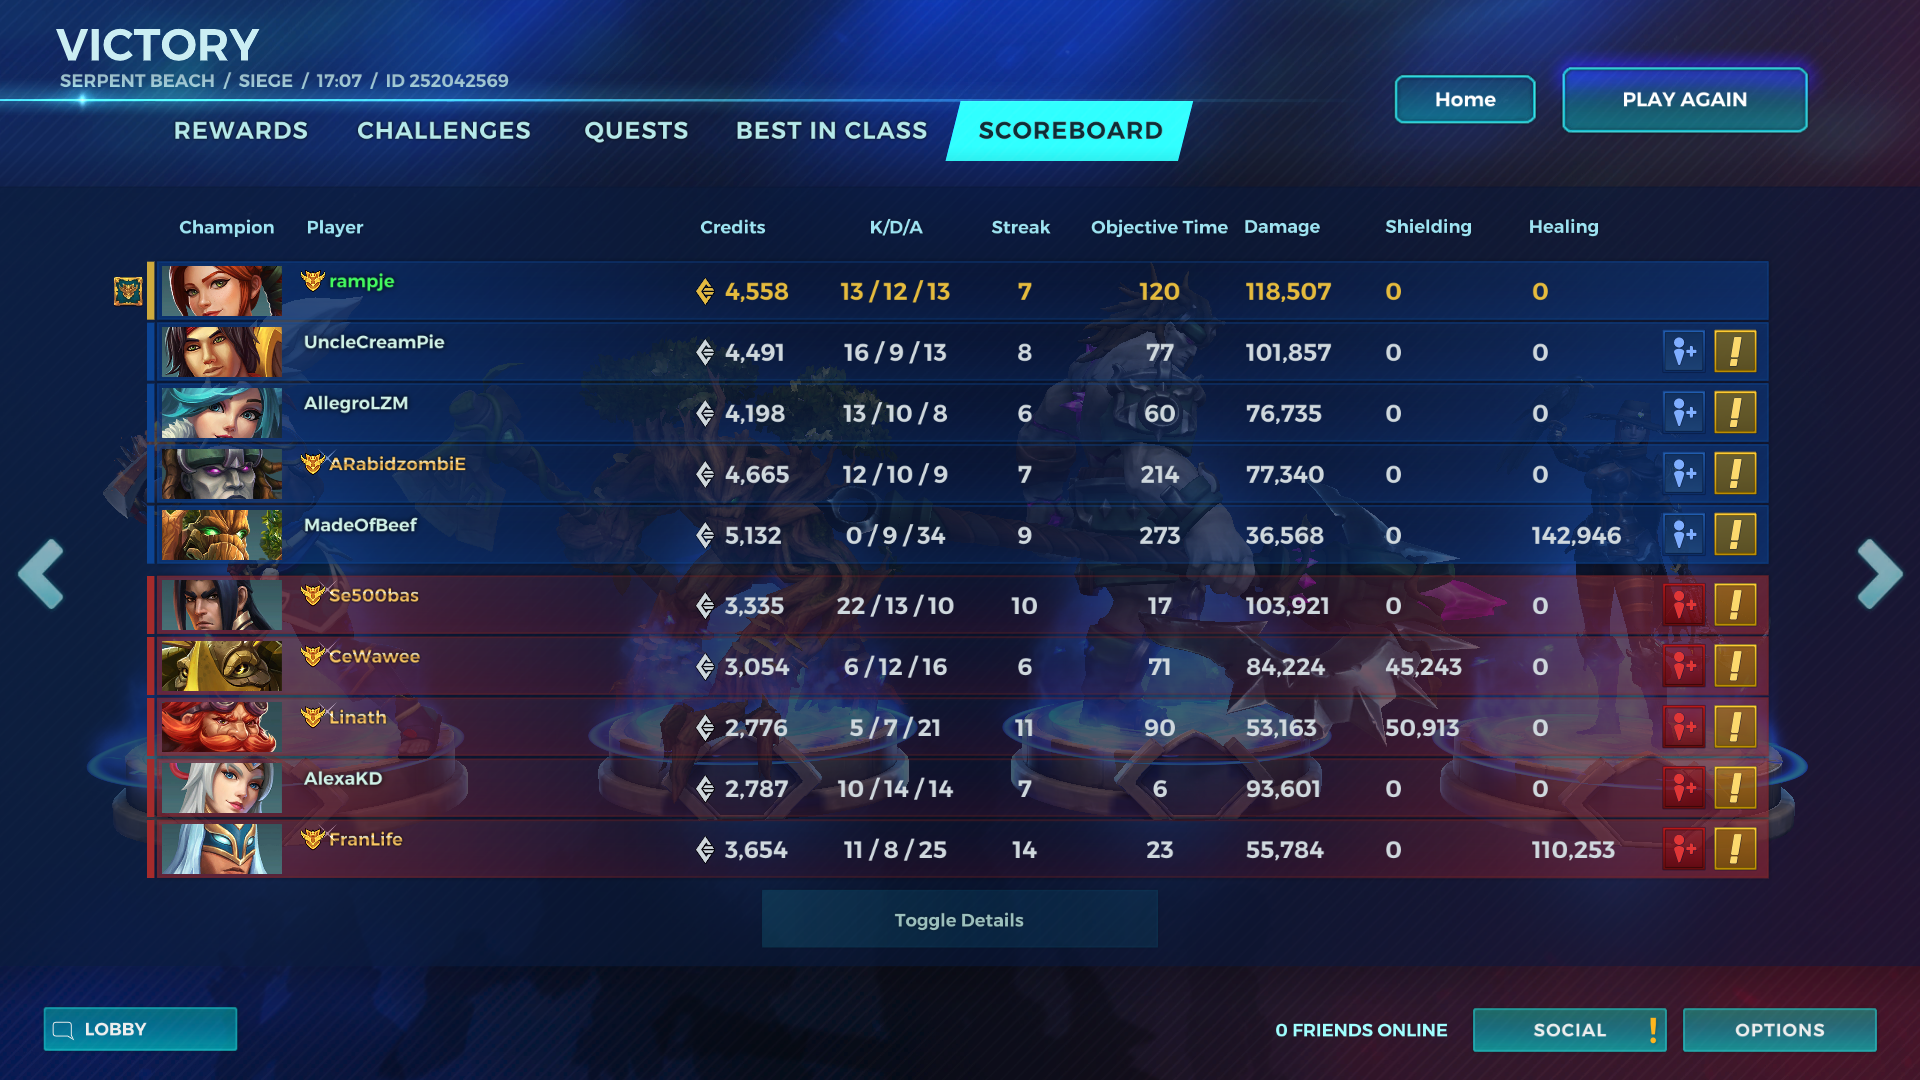 VICTORY
SERPENT BEACH / SIEGE / 17:07 / ID 252042569
Home
PLAY AGAIN
REWARDS CHALLENGES QUESTS BEST IN CLASS SCOREBOARD
Champion Player Credits K/D/A Streak Objective Time Damage Shielding Healing
rampje 4,558 13 / 12 / 13 7 120 118,507 0 0
UncleCreamPie 4,491 16 / 9 / 13 8 77 101,857 0 0
AllegroLZM 4,198 13 / 10 / 8 6 60 76,735 0 0
ARabidzombiE 4,665 12 / 10 / 9 7 214 77,340 0 0
MadeOfBeef 5,132 0 / 9 / 34 9 273 36,568 0 142,946
Se500bas 3,335 22 / 13 / 10 10 17 103,921 0 0
CeWawee 3,054 6 / 12 / 16 6 71 84,224 45,243 0
Linath 2,776 5 / 7 / 21 11 90 53,163 50,913 0
AlexaKD 2,787 10 / 14 / 14 7 6 93,601 0 0
FranLife 3,654 11 / 8 / 25 14 23 55,784 0 110,253
Toggle Details
LOBBY
0 FRIENDS ONLINE
SOCIAL !
OPTIONS